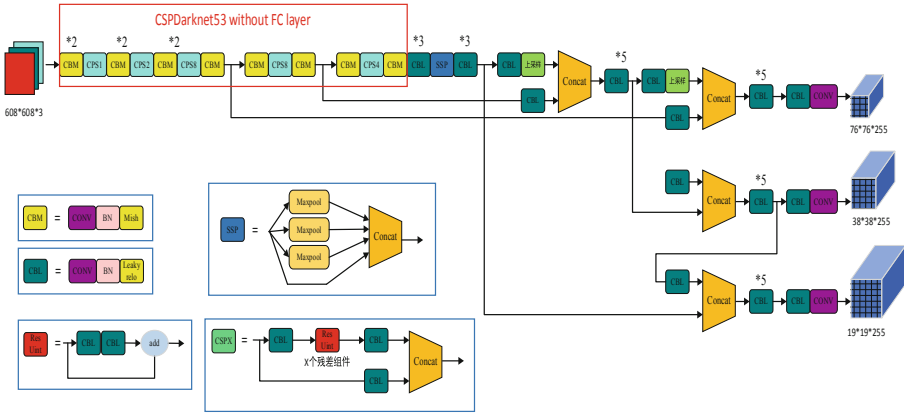 CSPDarknet53 without FC layer
*2 *2 *2 *3 *3
CBM CPS1 CBM CPS2 CBM CPS8 CBM CBM CPS8 CBM CBM CPS4 CBM CBL SSP CBL CBL 上采样
608*608*3
Concat
CBL
*5
CBL CBL 上采样
CBL
Concat
*5
CBL CBL CONV
76*76*255
CBL
Concat
*5
CBL CBL CONV
38*38*255
CBL
Concat
*5
CBL CBL CONV
19*19*255
CBM = CONV BN Mish
CBL = CONV BN Leaky
relo
SSP =
Maxpool
Maxpool
Maxpool
Concat
Res
Uint
=
CBL CBL add
CSPX = CBL Res
Uint
CBL
X个残差组件
CBL
Concat